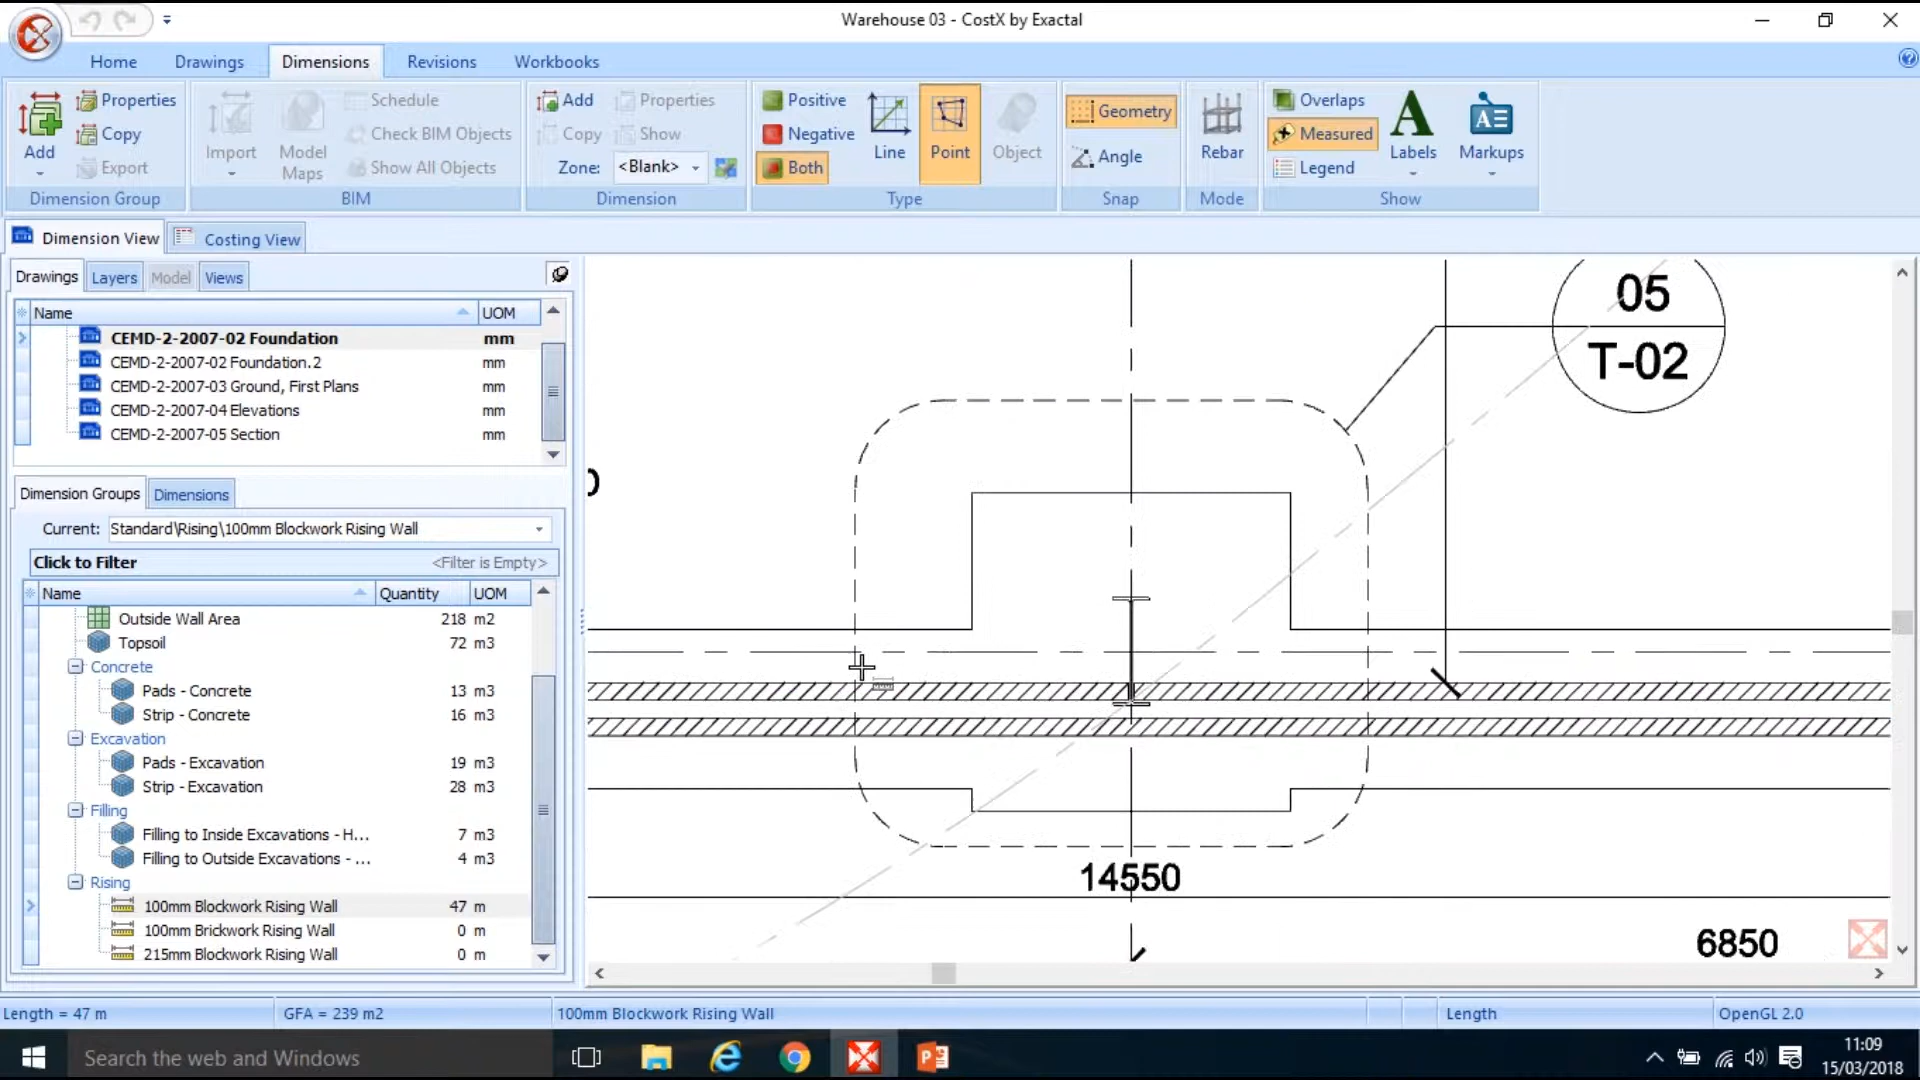 Warehouse 03 - CostX by Exactal
Home Drawings Dimensions Revisions Workbooks
Add
Properties
Copy
Export
Dimension Group
Import
Model Maps
Schedule
Check BIM Objects
Show All Objects
BIM
Add Properties
Copy Show
Zone: <Blank>
Dimension
Positive
Negative
Both
Line
Point
Object
Type
Geometry
Angle
Snap
Rebar
Mode
Overlaps
Measured
Legend
Labels
Markups
Show
Dimension View Costing View
Drawings Layers Model Views
Name UOM
CEMD-2-2007-02 Foundation mm
CEMD-2-2007-02 Foundation.2 mm
CEMD-2-2007-03 Ground, First Plans mm
CEMD-2-2007-04 Elevations mm
CEMD-2-2007-05 Section mm
Dimension Groups Dimensions
Current: Standard\Rising\100mm Blockwork Rising Wall
Click to Filter <Filter is Empty>
Name Quantity UOM
Outside Wall Area 218 m2
Topsoil 72 m3
Concrete
Pads - Concrete 13 m3
Strip - Concrete 16 m3
Excavation
Pads - Excavation 19 m3
Strip - Excavation 28 m3
Filling
Filling to Inside Excavations - H... 7 m3
Filling to Outside Excavations - ... 4 m3
Rising
100mm Blockwork Rising Wall 47 m
100mm Brickwork Rising Wall 0 m
215mm Blockwork Rising Wall 0 m
05
T-02
14550
6850
Length = 47 m GFA = 239 m2 100mm Blockwork Rising Wall Length OpenGL 2.0
Search the web and Windows
11:09
15/03/2018